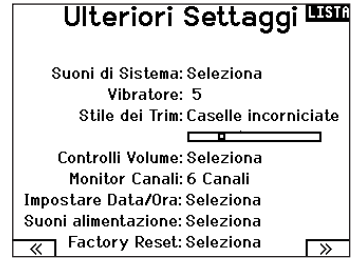 Ulteriori Settaggi LISTA
Suoni di Sistema: Seleziona
Vibratore: 5
Stile dei Trim: Caselle incorniciate
Controlli Volume: Seleziona
Monitor Canali: 6 Canali
Impostare Data/Ora: Seleziona
Suoni alimentazione: Seleziona
« Factory Reset: Seleziona »